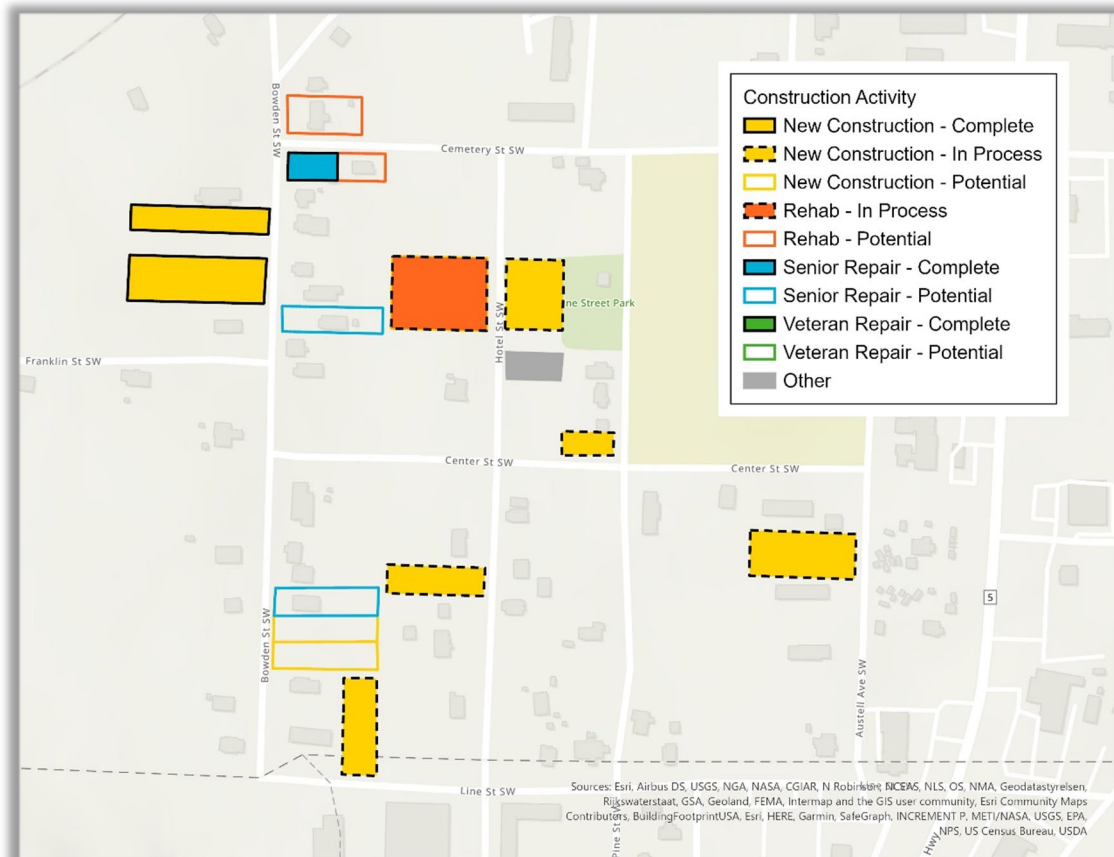 Bowden St SW
Cemetery St SW
Construction Activity
New Construction - Complete
New Construction - In Process
New Construction - Potential
Rehab - In Process
Rehab - Potential
Senior Repair - Complete
Senior Repair - Potential
Veteran Repair - Complete
Veteran Repair - Potential
Other
ne Street Park
Hotel St SW
Franklin St SW
Center St SW
Center St SW
5
Bowden St SW
Austell Ave SW
Line St SW
Pine St
Hwy
Sources: Esri, Airbus DS, USGS, NGA, NASA, CGIAR, N Robinson, NCEAS, NLS, OS, NMA, Geodatastyrelsen,
Rijkswaterstaat, GSA, Geoland, FEMA, Intermap and the GIS user community, Esri Community Maps
Contributors, BuildingFootprintUSA, Esri, HERE, Garmin, SafeGraph, INCREMENT P, METI/NASA, USGS, EPA,
NPS, US Census Bureau, USDA